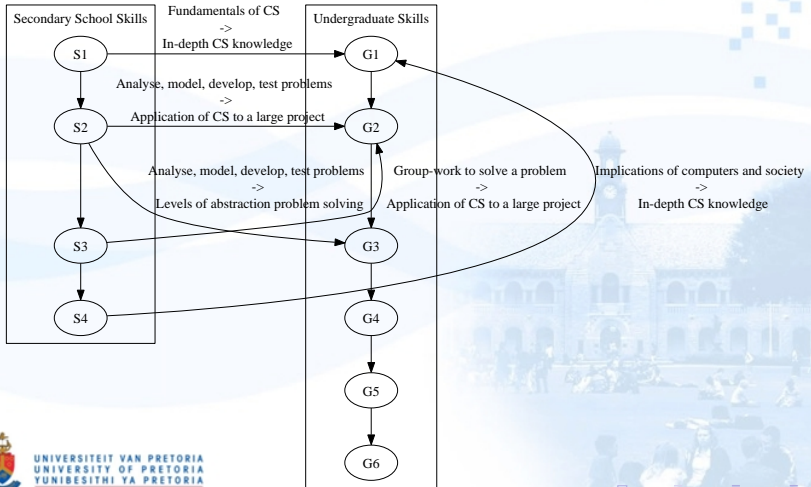 Secondary School Skills
Fundamentals of CS
->
In-depth CS knowledge
Undergraduate Skills
S1
G1
Analyse, model, develop, test problems
->
Application of CS to a large project
S2
G2
Analyse, model, develop, test problems
->
Levels of abstraction problem solving
Group-work to solve a problem
->
Application of CS to a large project
Implications of computers and society
->
In-depth CS knowledge
S3
G3
S4
G4
G5
G6
UNIVERSITEIT VAN PRETORIA
UNIVERSITY OF PRETORIA
YUNIBESITHI YA PRETORIA